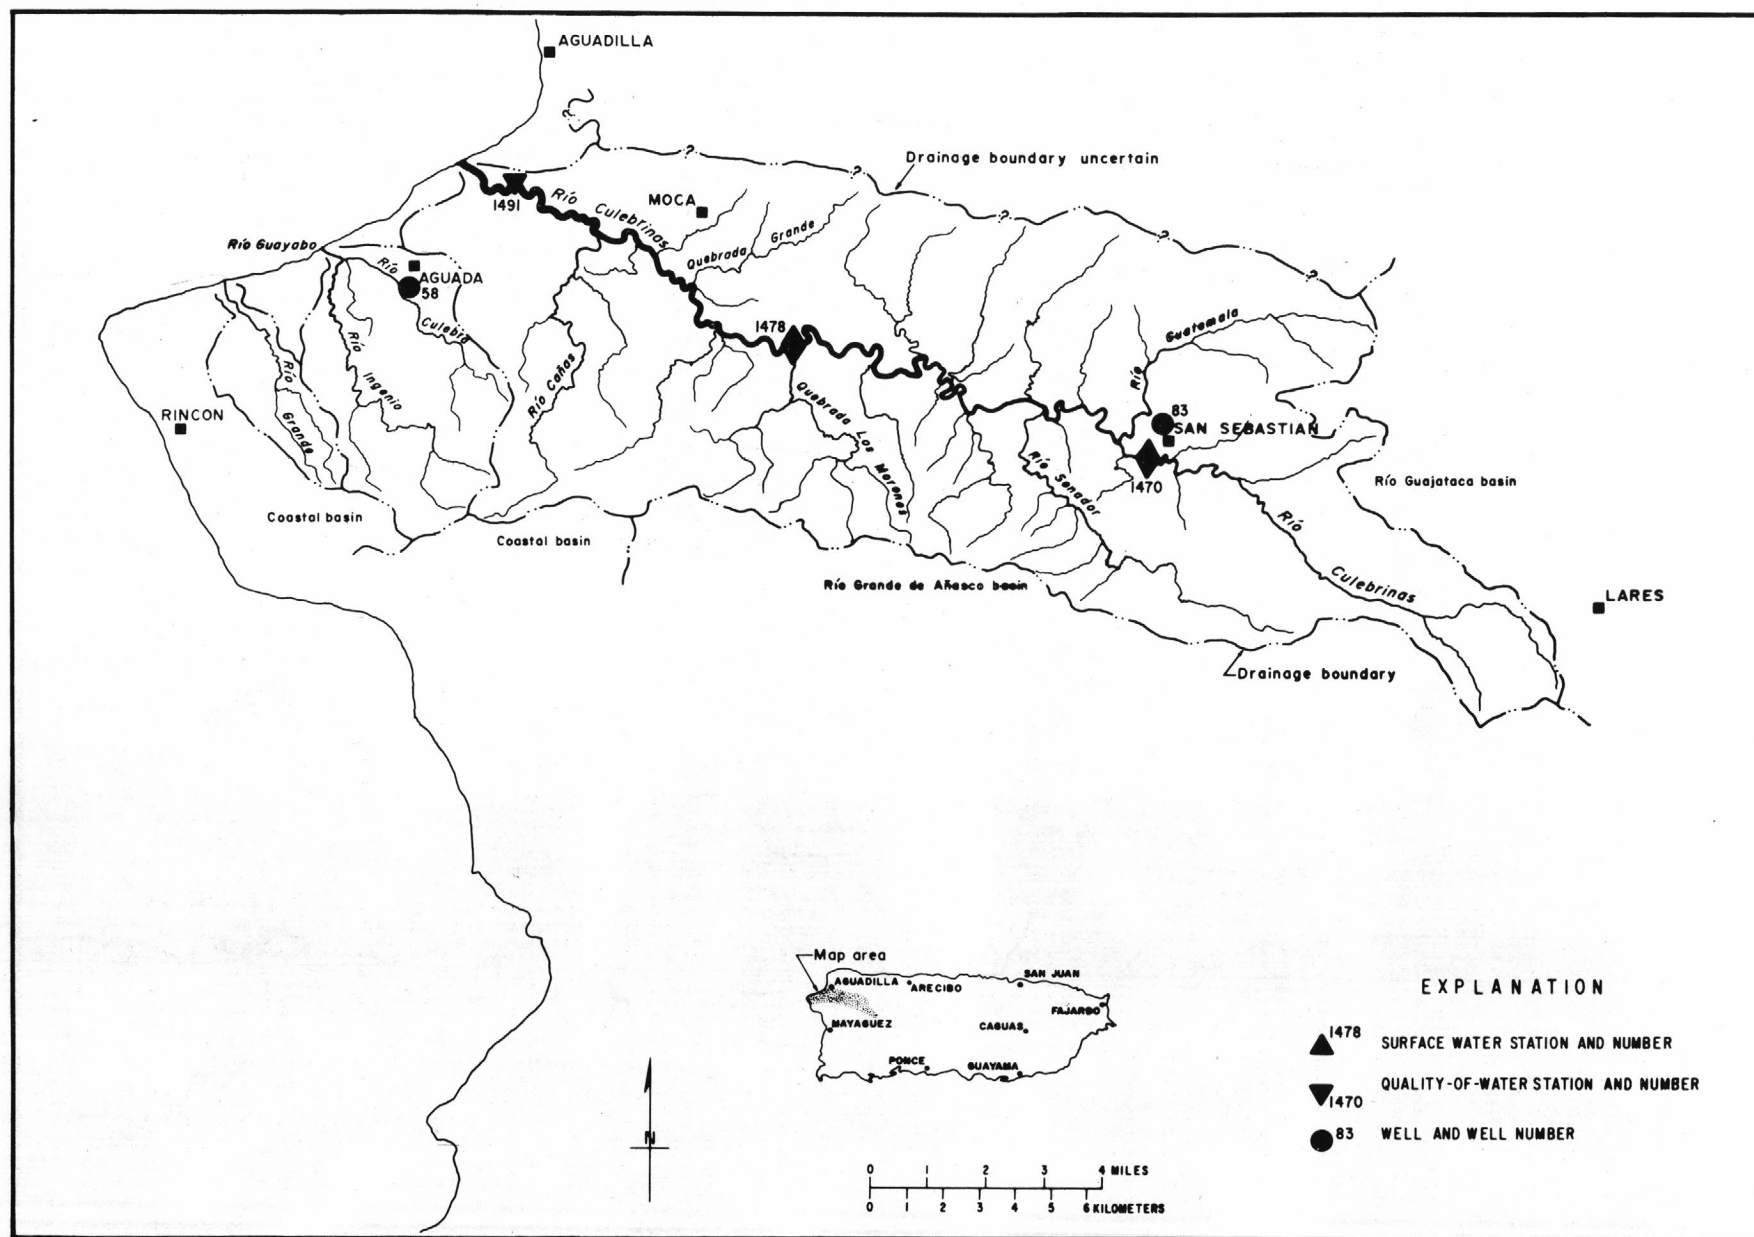 AGUADILLA
Drainage boundary uncertain
?
?
?
?
?
?
1491
Río Culebrinas
MOCA
Quebrada Grande
Río Guayabo
Río Culebra
AGUADA
58
1478
Río Guatemala
Río Ingenio
Río Cañas
Río Grande
RINCON
Quebrada Los Morones
83
SAN SEBASTIAN
1470
Río Senador
Río Guajataca basin
Coastal basin
Coastal basin
Río Culebrinas
Río Grande de Añasco basin
LARES
Drainage boundary
Map area
AGUADILLA
ARECIBO
SAN JUAN
FAJARDO
MAYAGUEZ
CAGUAS
PONCE
GUAYAMA
N
EXPLANATION
1478 SURFACE WATER STATION AND NUMBER
1470 QUALITY-OF-WATER STATION AND NUMBER
83 WELL AND WELL NUMBER
0 1 2 3 4 MILES
0 1 2 3 4 5 6 KILOMETERS